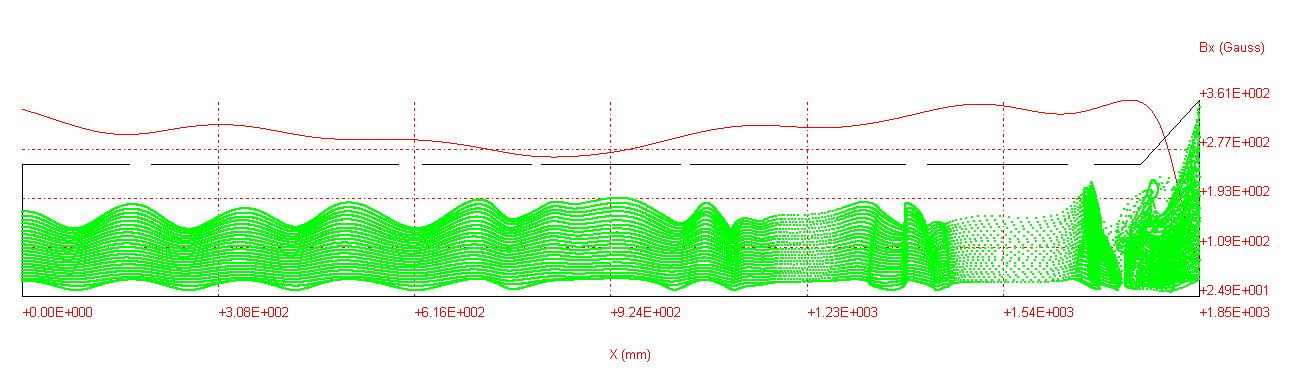 Bx (Gauss)
+3.61E+002
+2.77E+002
+1.93E+002
+1.09E+002
+2.49E+001
+0.00E+000 +3.08E+002 +6.16E+002 +9.24E+002 +1.23E+003 +1.54E+003 +1.85E+003
X (mm)